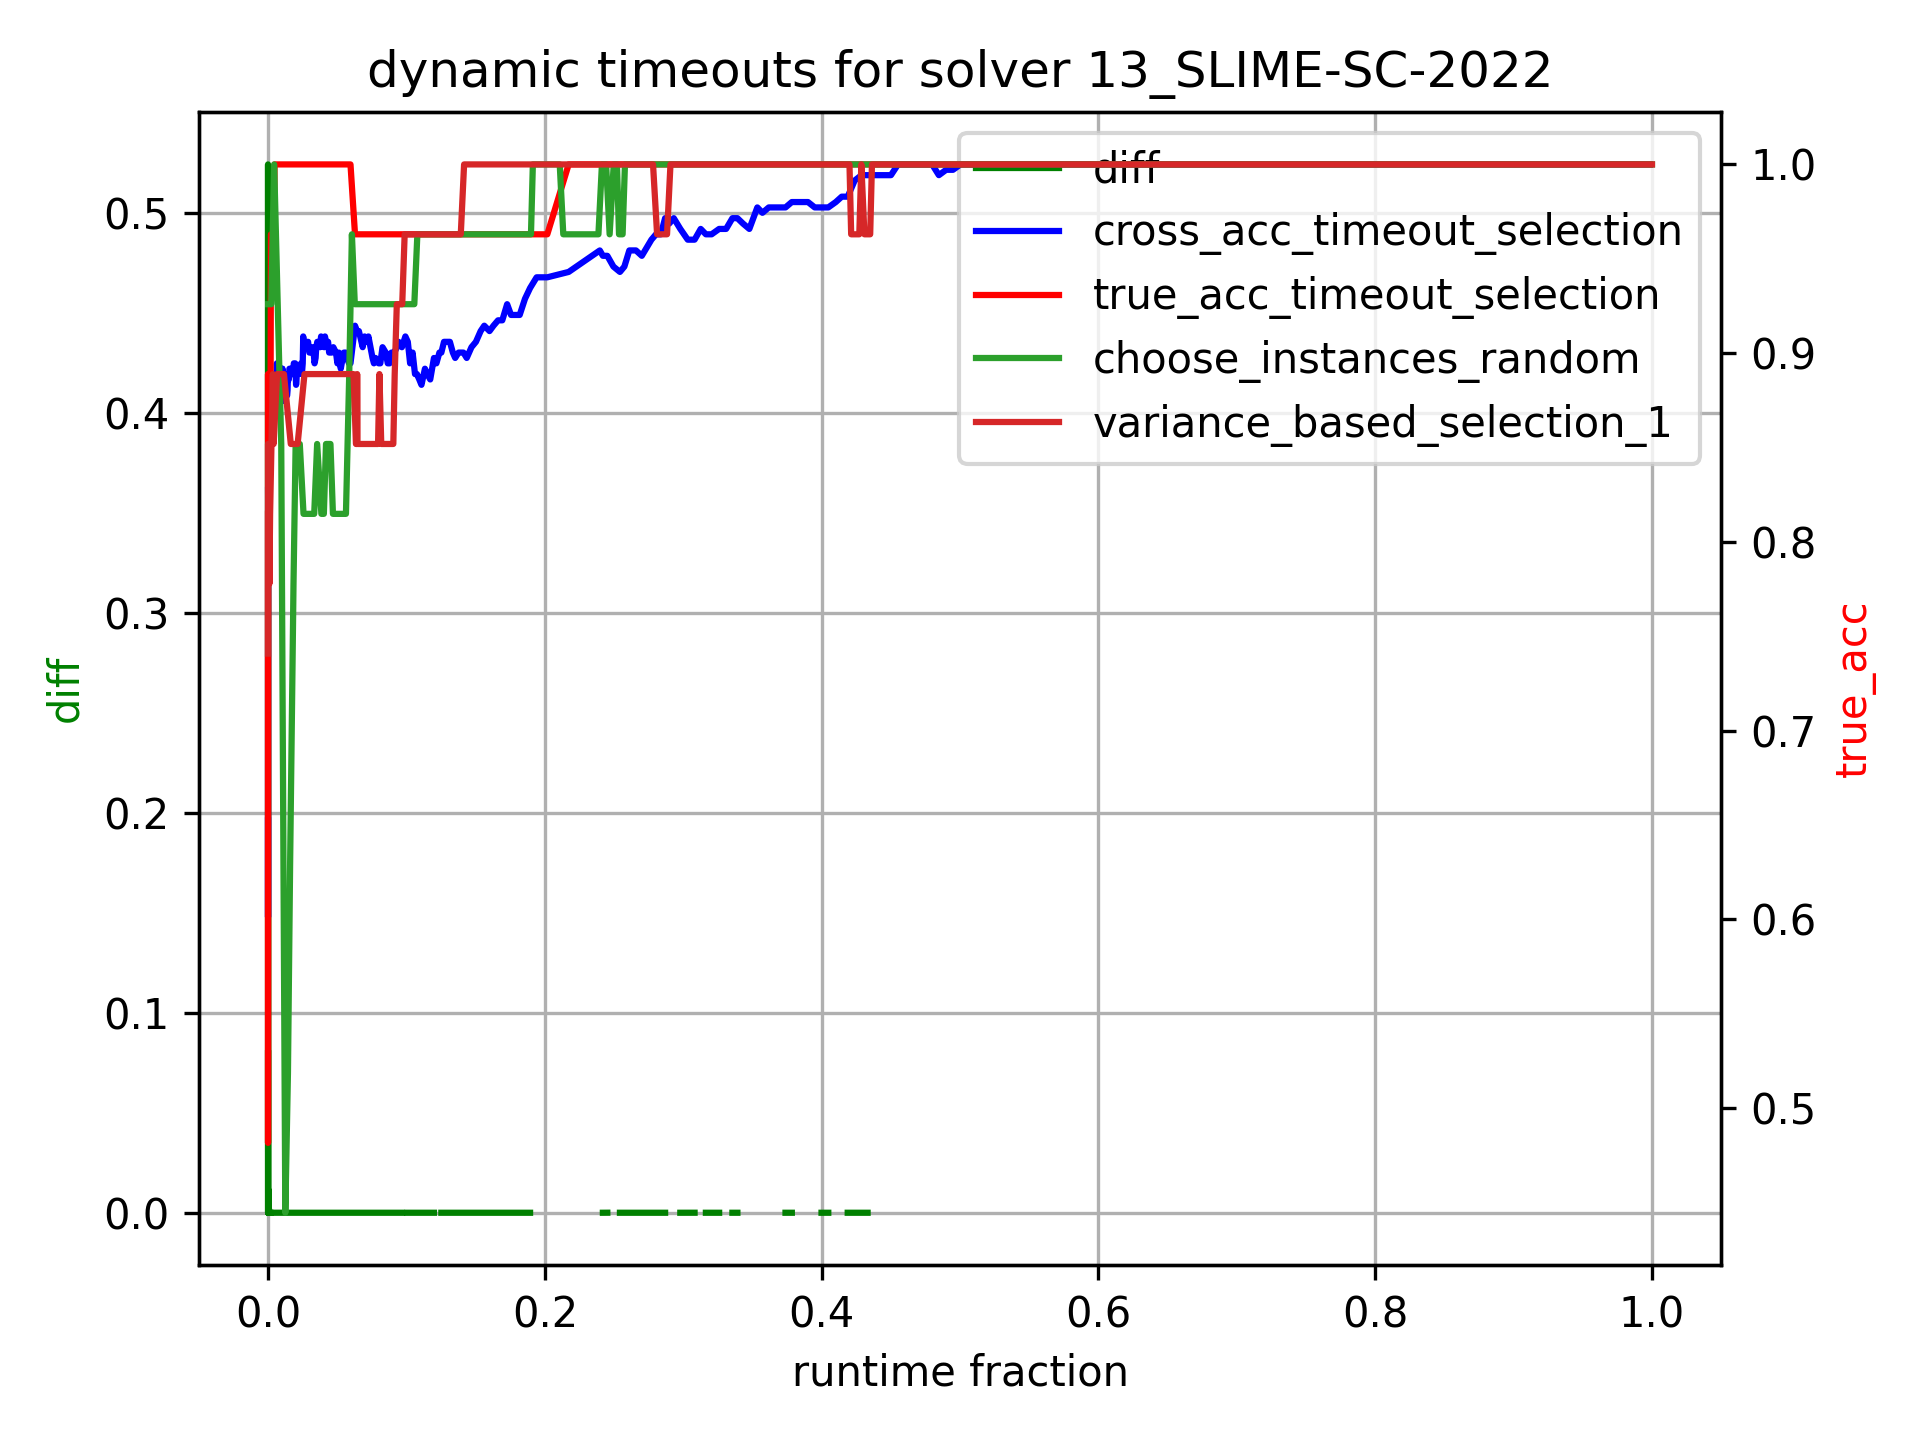 dynamic timeouts for solver 13_SLIME-SC-2022
diff
cross_acc_timeout_selection
true_acc_timeout_selection
choose_instances_random
variance_based_selection_1
0.5
0.4
0.3
0.2
0.1
0.0
diff
1.0
0.9
0.8
0.7
0.6
0.5
true_acc
0.0 0.2 0.4 0.6 0.8 1.0
runtime fraction